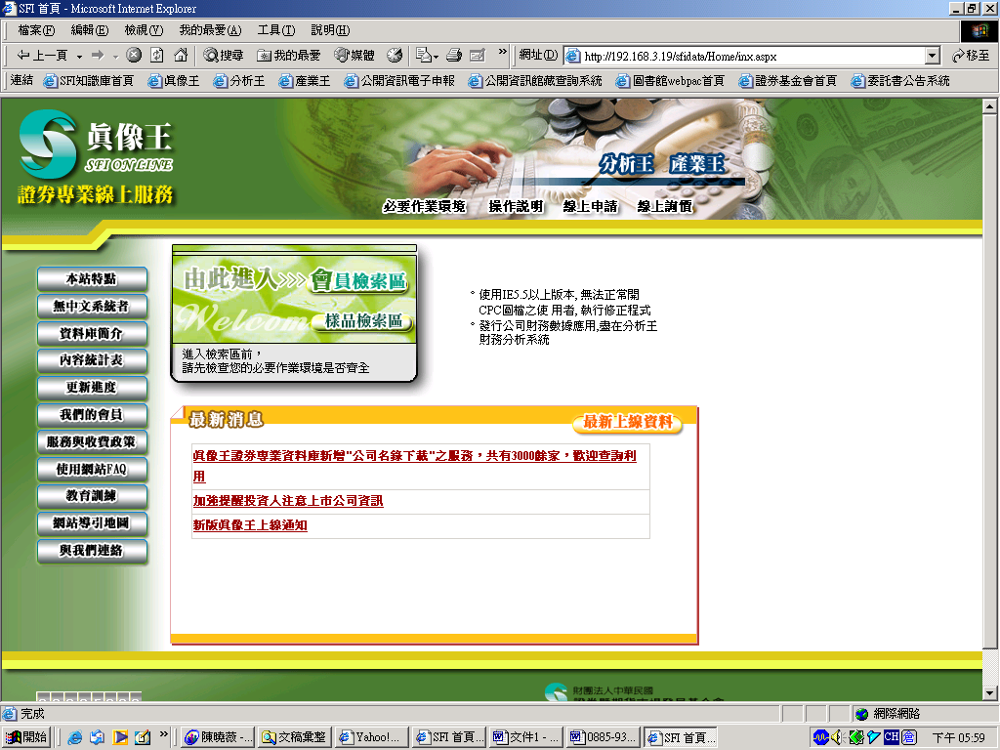 SFI 首頁 - Microsoft Internet Explorer
檔案(F) 編輯(E) 檢視(V) 我的最愛(A) 工具(T) 說明(H)
上一頁 搜尋 我的最愛 媒體 » 網址(D) http://192.168.3.19/sfidata/Home/inx.aspx 移至
連結 SFI知識庫首頁 真像王 分析王 產業王 公開資訊電子申報 公開資訊館藏查詢系統 圖書館webpac首頁 證券基金會首頁 委託書公告系統
真像王
SFI ON LINE
證券專業線上服務
分析王 產業王
必要作業環境 操作說明 線上申請 線上詢價
本站特點
無中文系統者
資料庫簡介
內容統計表
更新進度
我們的會員
服務與收費政策
使用網站FAQ
教育訓練
網站導引地圖
與我們連絡
由此進入>>> 會員檢索區
Welcome 樣品檢索區
進入檢索區前，
請先檢查您的必要作業環境是否齊全
° 使用IE5.5以上版本, 無法正常開
CPC圖檔之使 用者, 執行修正程式
° 發行公司財務數據應用,盡在分析王
財務分析系統
最新消息
最新上線資料
真像王證券專業資料庫新增"公司名錄下載"之服務，共有3000餘家，歡迎查詢利
用
加強提醒投資人注意上市公司資訊
新版真像王上線通知
財團法人中華民國
完成 網際網路
開始 » 陳曉薇 -... 交稿彙整 Yahoo!... SFI 首頁... 文件1 - ... 0885-93... SFI 首頁... CH 下午 05:59